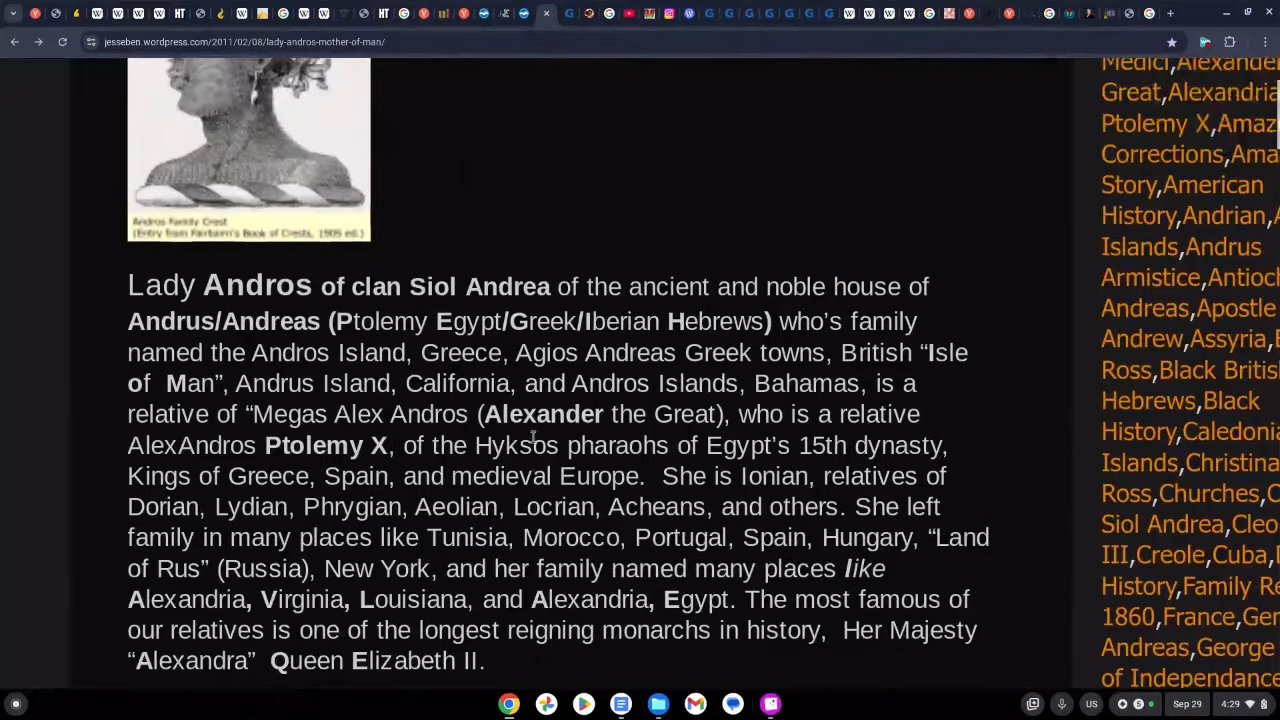 jesseben.wordpress.com/2011/02/08/lady-andros-mother-of-man/
Andros Family Crest
(Entry from Fairbairn's Book of Crests, 1905 ed.)
Lady Andros of clan Siol Andrea of the ancient and noble house of
Andrus/Andreas (Ptolemy Egypt/Greek/Iberian Hebrews) who's family
named the Andros Island, Greece, Agios Andreas Greek towns, British “Isle
of Man”, Andrus Island, California, and Andros Islands, Bahamas, is a
relative of “Megas Alex Andros (Alexander the Great), who is a relative
AlexAndros Ptolemy X, of the Hyksos pharaohs of Egypt’s 15th dynasty,
Kings of Greece, Spain, and medieval Europe. She is Ionian, relatives of
Dorian, Lydian, Phrygian, Aeolian, Locrian, Acheans, and others. She left
family in many places like Tunisia, Morocco, Portugal, Spain, Hungary, “Land
of Rus” (Russia), New York, and her family named many places like
Alexandria, Virginia, Louisiana, and Alexandria, Egypt. The most famous of
our relatives is one of the longest reigning monarchs in history, Her Majesty
“Alexandra” Queen Elizabeth II.
Medici,Alexander
Great,Alexandria
Ptolemy X,Amaz
Corrections,Ama
Story,American
History,Andrian,A
Islands,Andrus
Armistice,Antioch
Andreas,Apostle
Andrew,Assyria,B
Ross,Black British
Hebrews,Black
History,Caledonia
Islands,Christina
Ross,Churches,C
Siol Andrea,Cleo
III,Creole,Cuba,D
History,Family Re
1860,France,Ger
Andreas,George
of Independance
US
Sep 29
4:29